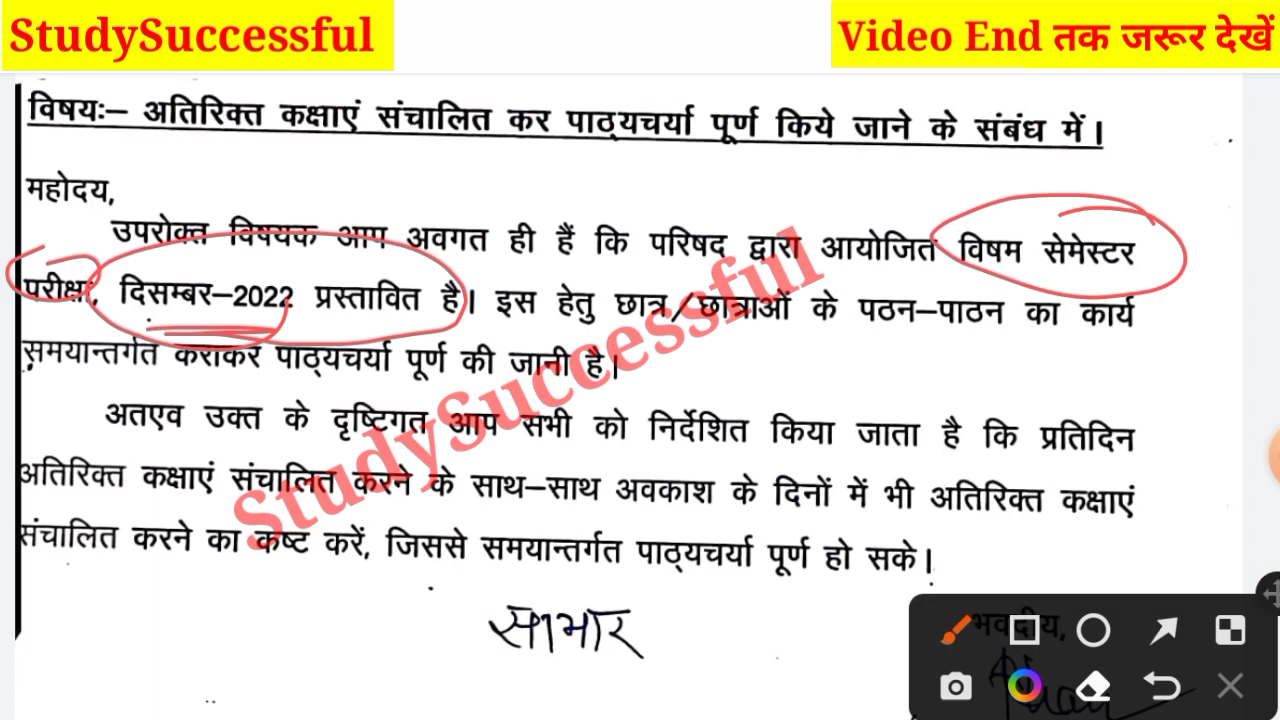 StudySuccessful
Video End तक जरूर देखें
विषयः– अतिरिक्त कक्षाएं संचालित कर पाठ्यचर्या पूर्ण किये जाने के संबंध में।
महोदय,
उपरोक्त विषयक आप अवगत ही हैं कि परिषद द्वारा आयोजित विषम सेमेस्टर
परीक्षा, दिसम्बर–2022 प्रस्तावित है। इस हेतु छात्र/छात्राओं के पठन–पाठन का कार्य
समयान्तर्गत कराकर पाठ्यचर्या पूर्ण की जानी है।
अतएव उक्त के दृष्टिगत आप सभी को निर्देशित किया जाता है कि प्रतिदिन
अतिरिक्त कक्षाएं संचालित करने के साथ–साथ अवकाश के दिनों में भी अतिरिक्त कक्षाएं
संचालित करने का कष्ट करें, जिससे समयान्तर्गत पाठ्यचर्या पूर्ण हो सके।
StudySuccessful
साभार
भवदीय,